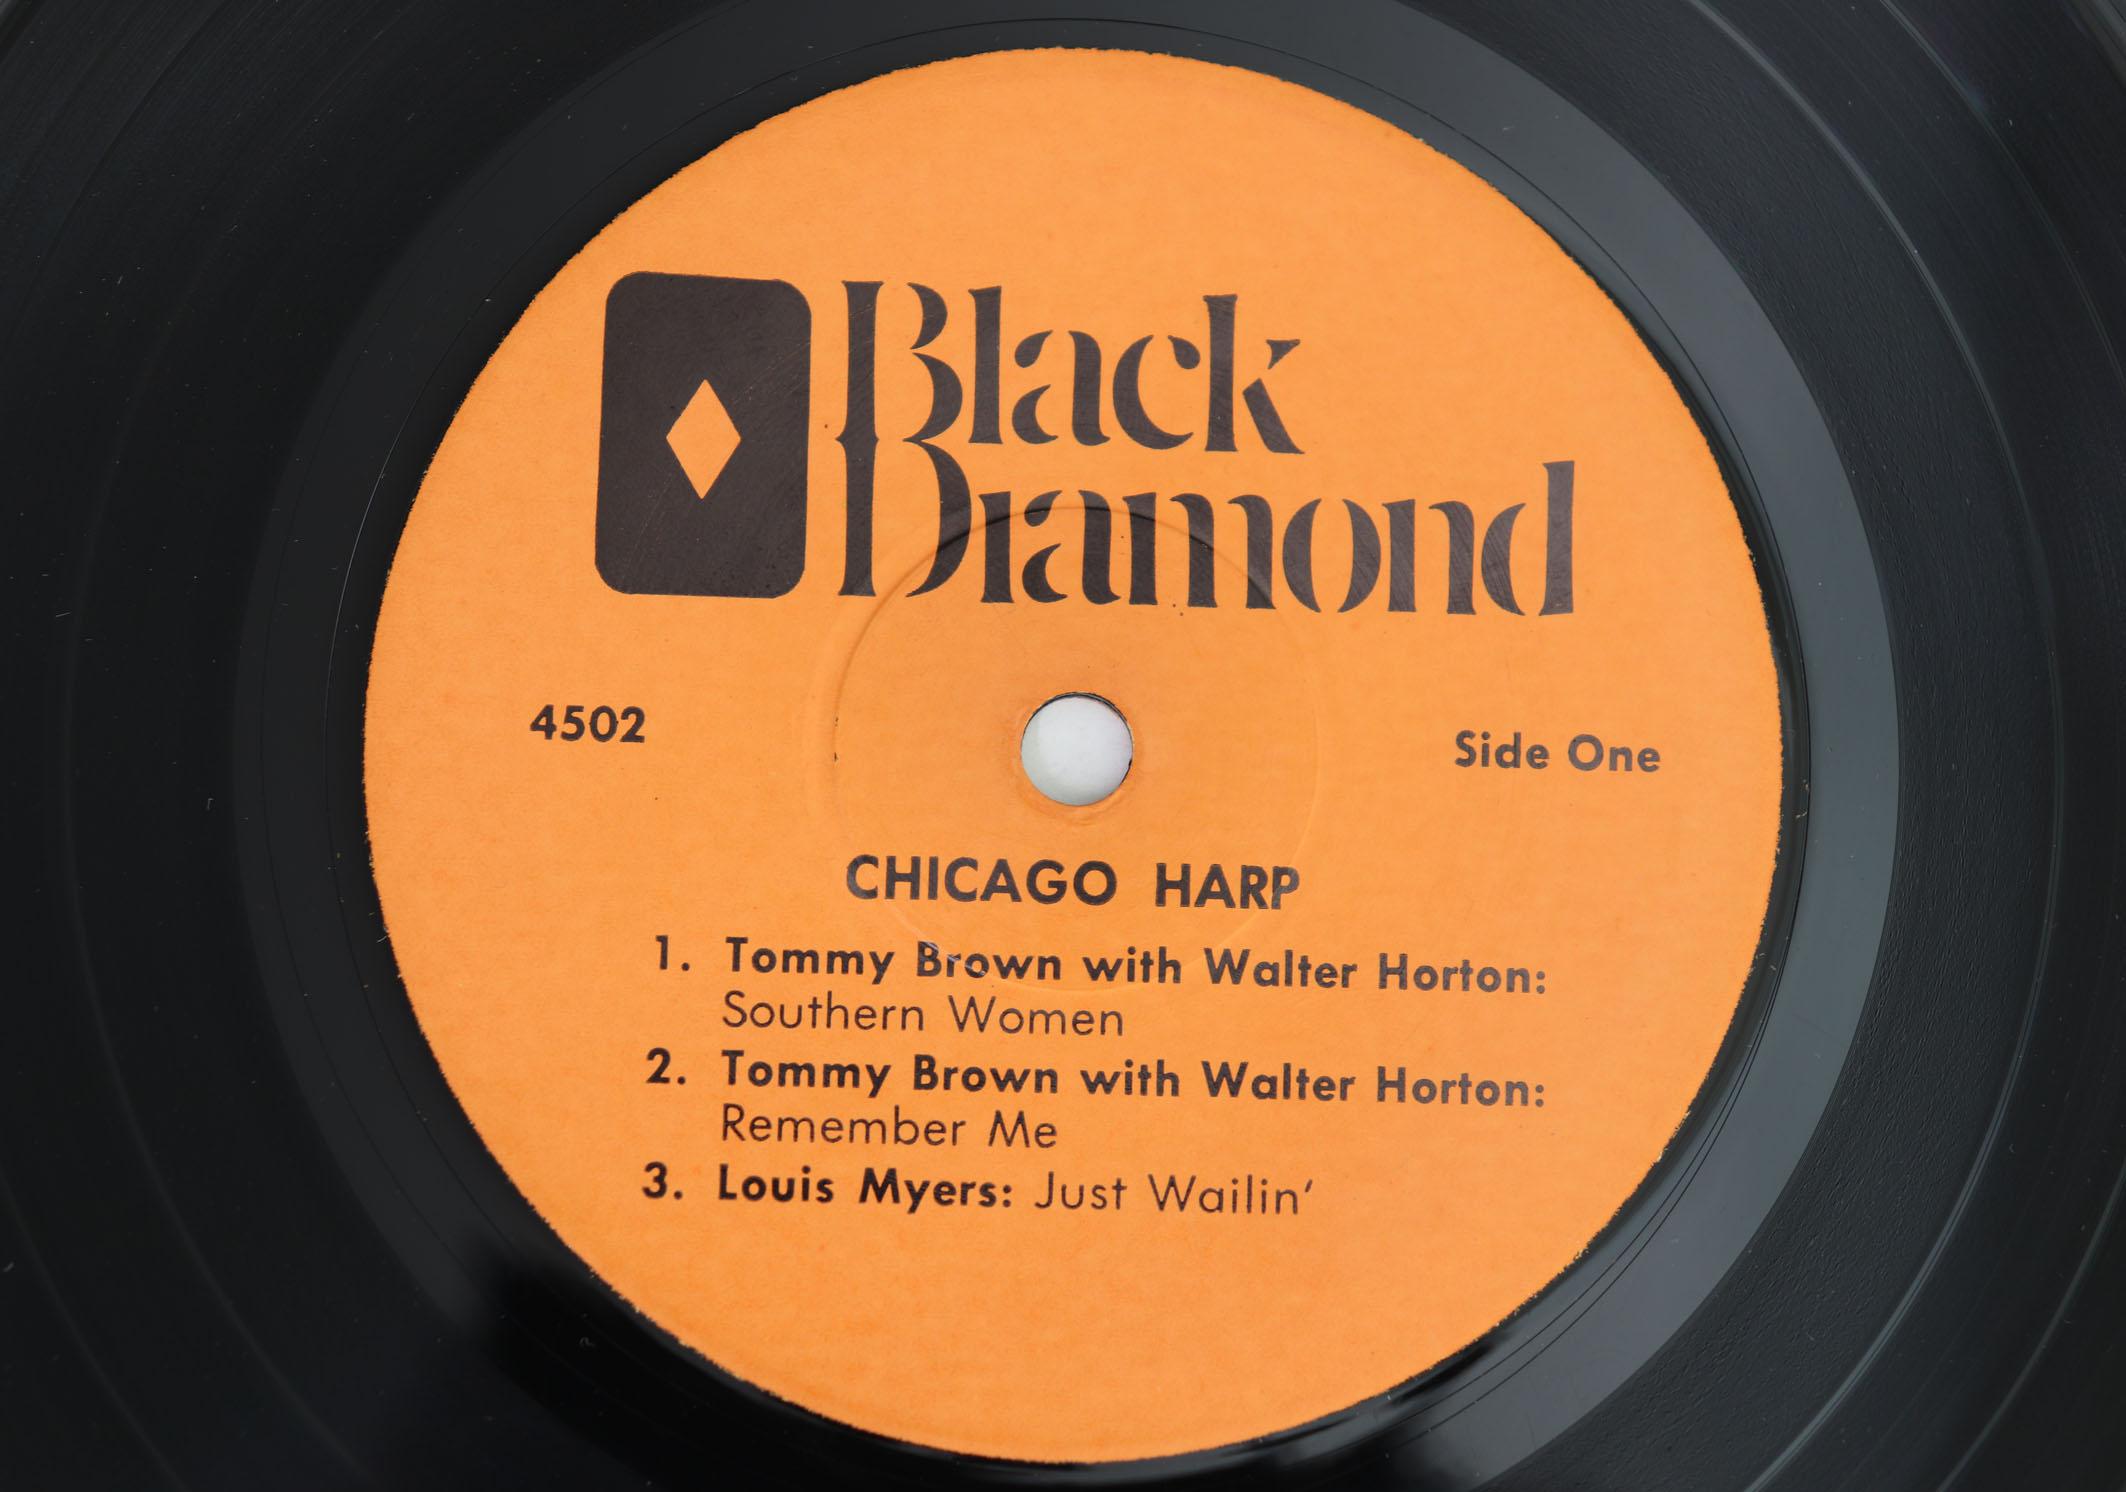 Black
Diamond
4502
Side One
CHICAGO HARP
1. Tommy Brown with Walter Horton:
Southern Women
2. Tommy Brown with Walter Horton:
Remember Me
3. Louis Myers: Just Wailin'